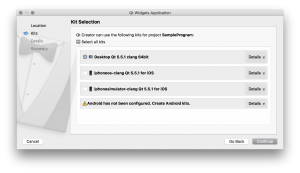 Qt Widgets Application
Location
Kits
Details
Summary
Kit Selection
Qt Creator can use the following kits for project SampleProgram:
Select all kits
Desktop Qt 5.5.1 clang 64bit
Details
iphoneos-clang Qt 5.5.1 for iOS
Details
iphonesimulator-clang Qt 5.5.1 for iOS
Details
Android has not been configured. Create Android kits.
Details
Cancel
Go Back
Continue